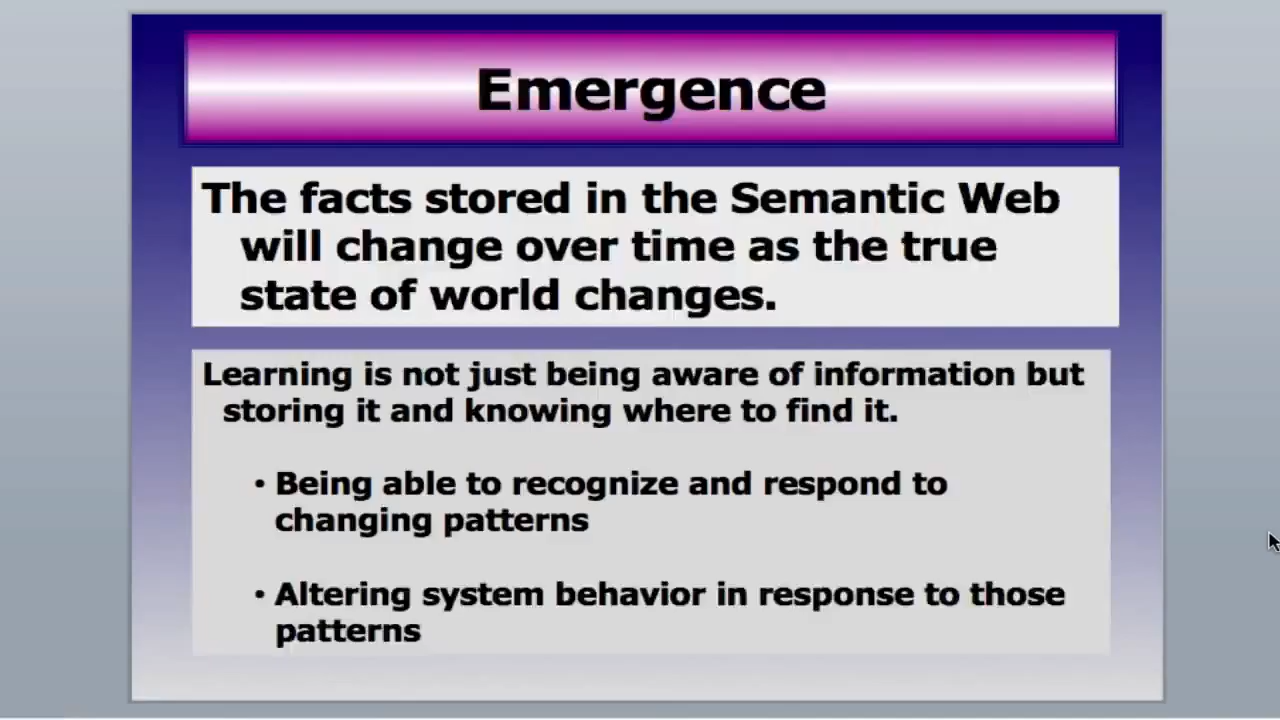 Emergence
The facts stored in the Semantic Web
will change over time as the true
state of world changes.
Learning is not just being aware of information but
storing it and knowing where to find it.
• Being able to recognize and respond to
changing patterns
• Altering system behavior in response to those
patterns